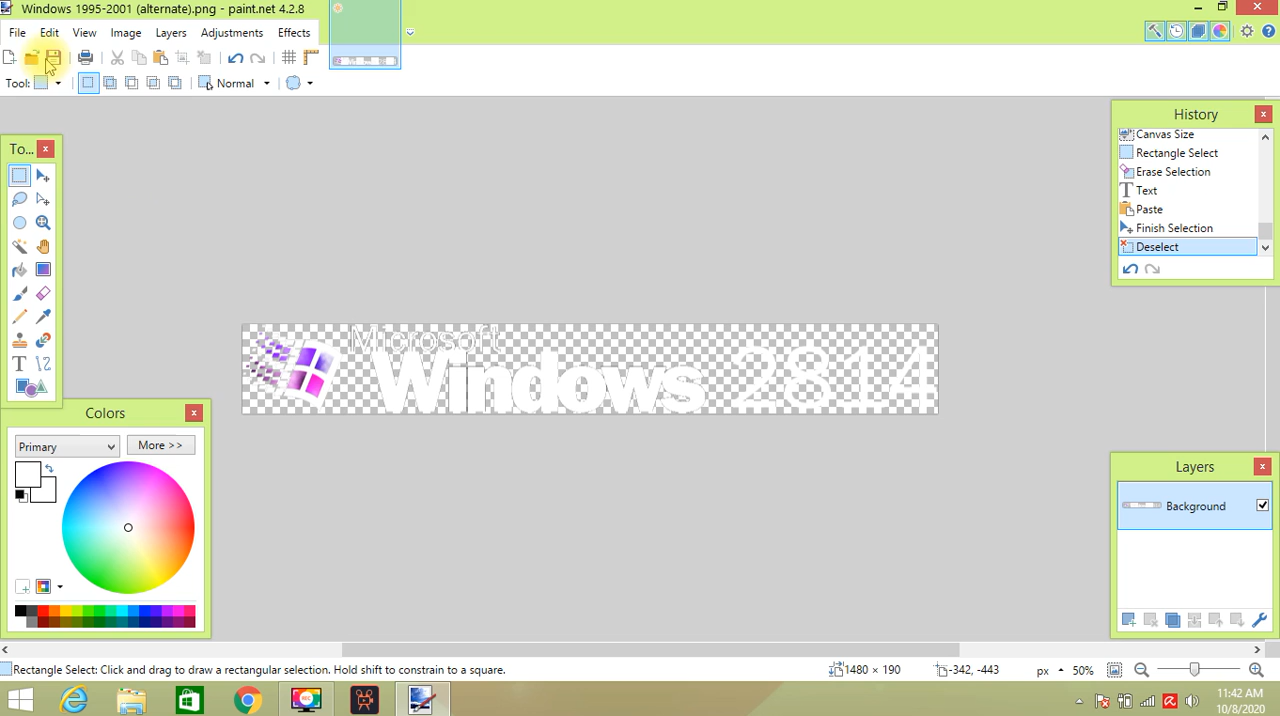 Windows 1995-2001 (alternate).png - paint.net 4.2.8
File Edit View Image Layers Adjustments Effects
Tool: Normal
To...
History
Canvas Size
Rectangle Select
Erase Selection
Text
Paste
Finish Selection
Deselect
Microsoft
Windows 2814
Colors
Primary More >>
Layers
Background
Rectangle Select: Click and drag to draw a rectangular selection. Hold shift to constrain to a square.
1480 × 190 -342, -443 px 50%
REC
11:42 AM
10/8/2020